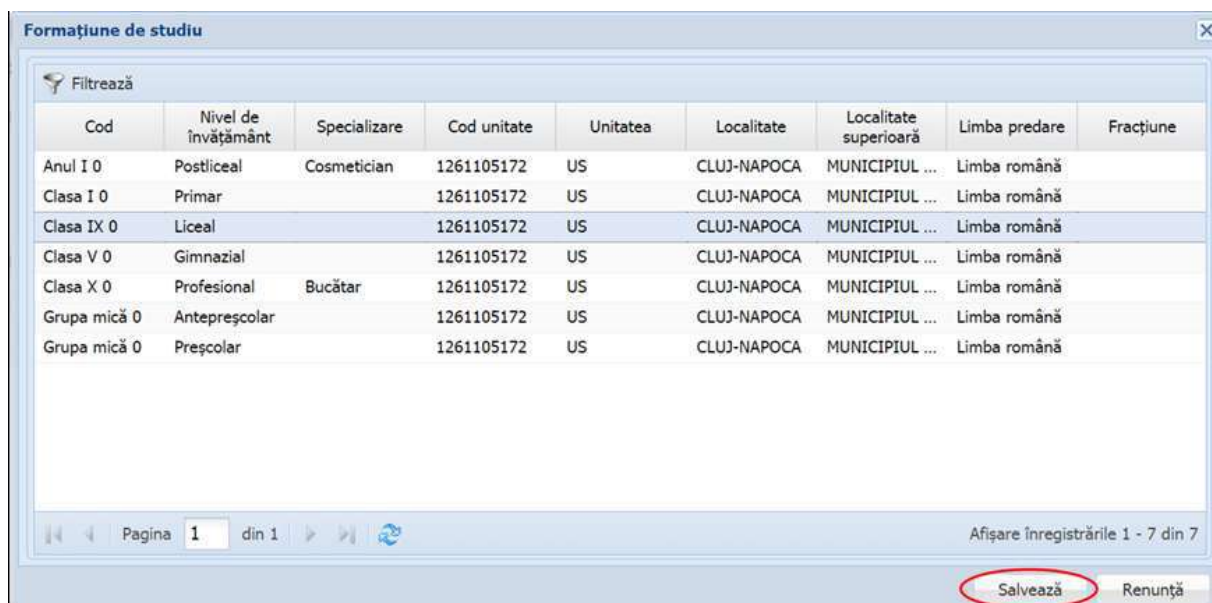 Formațiune de studiu
Filtrează
Cod Nivel de învățământ Specializare Cod unitate Unitatea Localitate Localitate superioară Limba predare Fracțiune
Anul I 0 Postliceal Cosmetician 1261105172 US CLUJ-NAPOCA MUNICIPIUL ... Limba română
Clasa I 0 Primar 1261105172 US CLUJ-NAPOCA MUNICIPIUL ... Limba română
Clasa IX 0 Liceal 1261105172 US CLUJ-NAPOCA MUNICIPIUL ... Limba română
Clasa V 0 Gimnazial 1261105172 US CLUJ-NAPOCA MUNICIPIUL ... Limba română
Clasa X 0 Profesional Bucătar 1261105172 US CLUJ-NAPOCA MUNICIPIUL ... Limba română
Grupa mică 0 Antepreșcolar 1261105172 US CLUJ-NAPOCA MUNICIPIUL ... Limba română
Grupa mică 0 Preșcolar 1261105172 US CLUJ-NAPOCA MUNICIPIUL ... Limba română
Pagina 1 din 1 Afișare înregistrările 1 - 7 din 7
Salvează Renunță